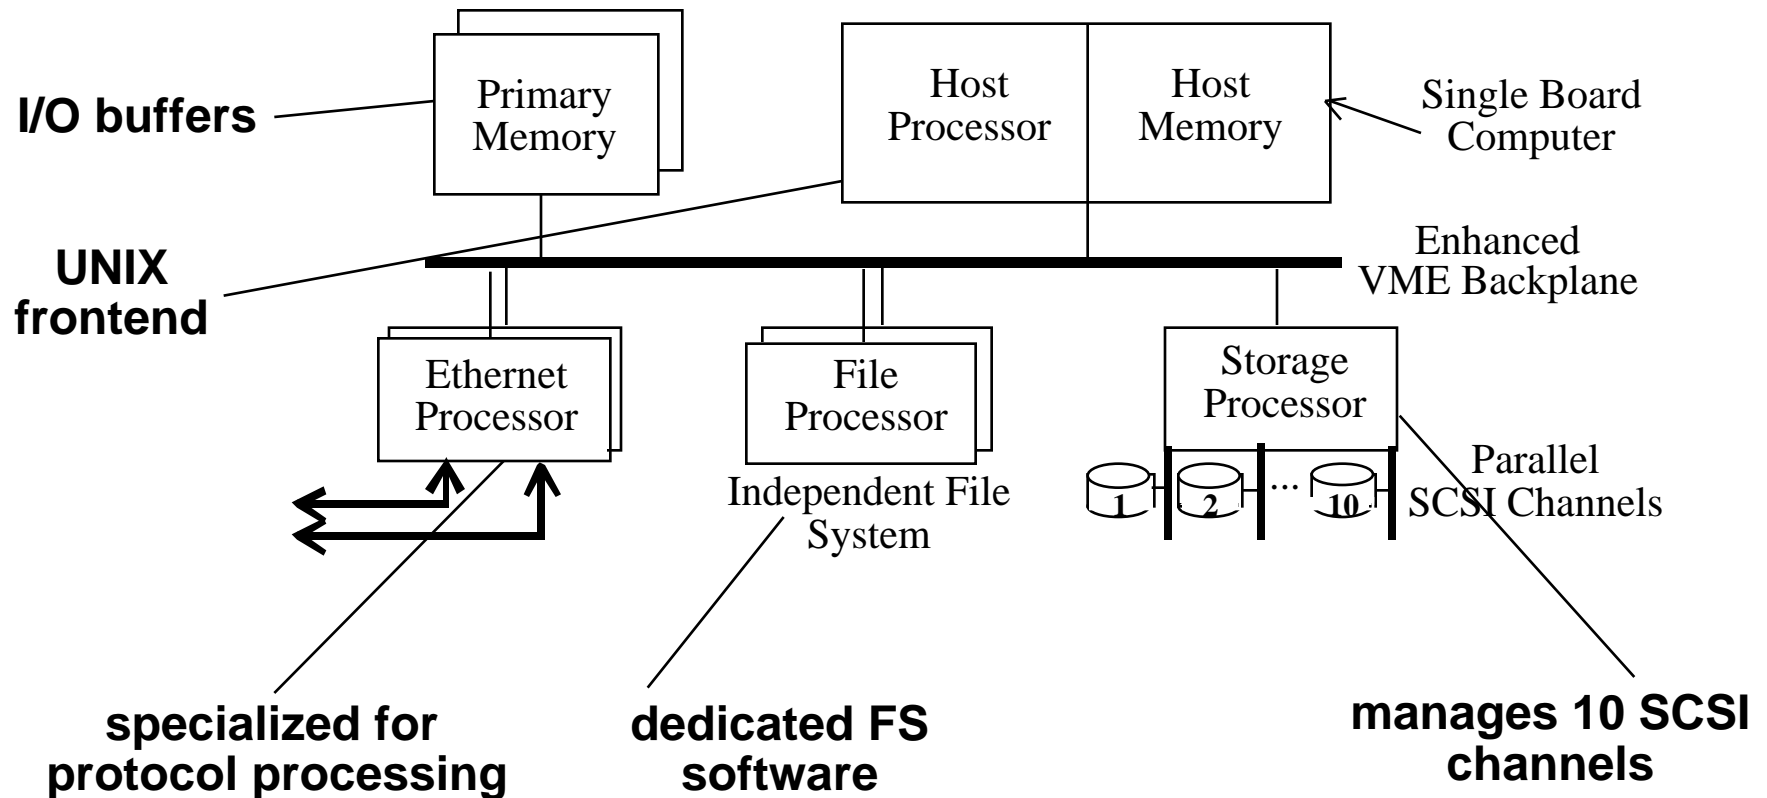 I/O buffers
Primary
Memory
Host
Processor
Host
Memory
Single Board
Computer
UNIX
frontend
Enhanced
VME Backplane
Ethernet
Processor
File
Processor
Storage
Processor
Independent File
System
1
2
...
10
Parallel
SCSI Channels
specialized for
protocol processing
dedicated FS
software
manages 10 SCSI
channels